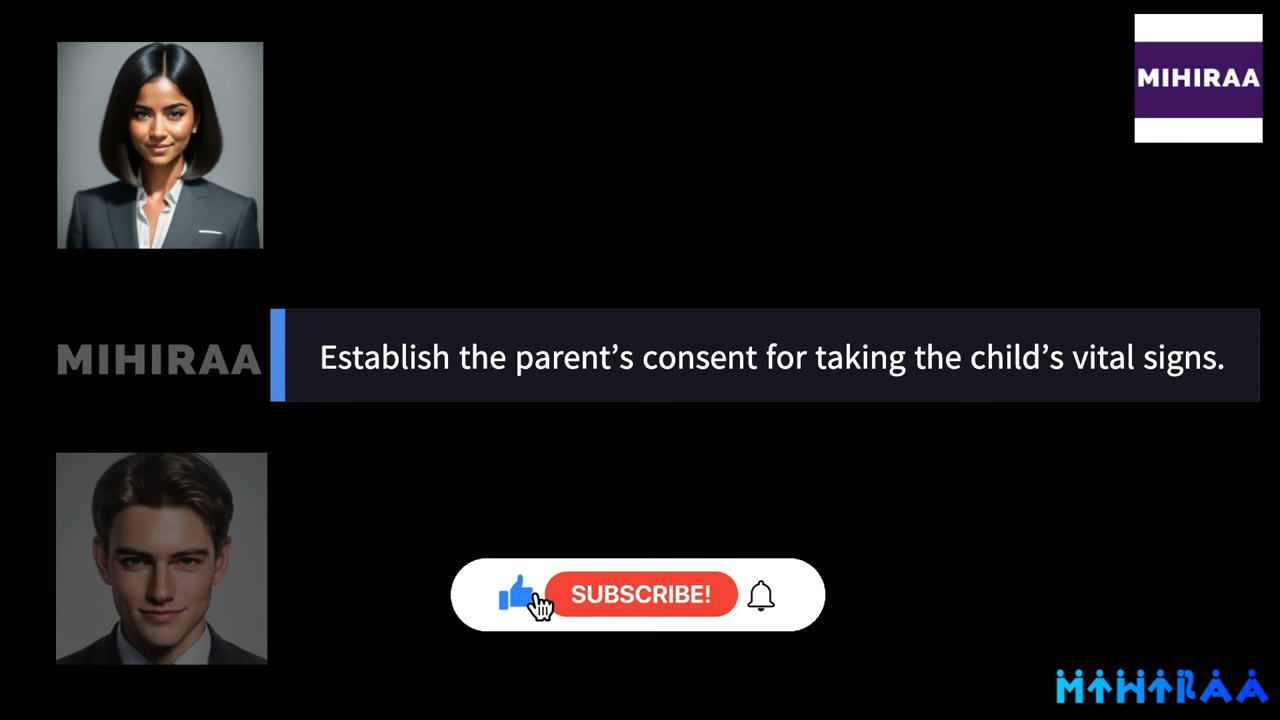 MIHIRAA
MIHIRAA
Establish the parent’s consent for taking the child’s vital signs.
SUBSCRIBE!
MIHIRAA